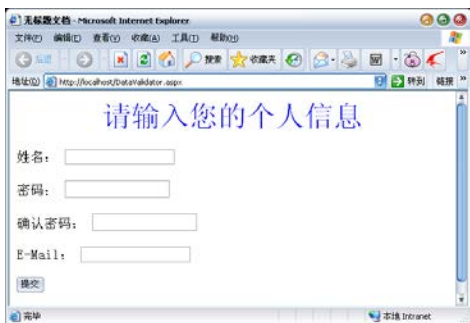 无标题文档 - Microsoft Internet Explorer
文件(F) 编辑(E) 查看(V) 收藏(A) 工具(T) 帮助(H)
后退 搜索 收藏夹
地址(D) http://localhost/DataValidator.aspx 转到 链接 »
请输入您的个人信息
姓名：
密码：
确认密码：
E-Mail：
提交
完毕 本地 Intranet